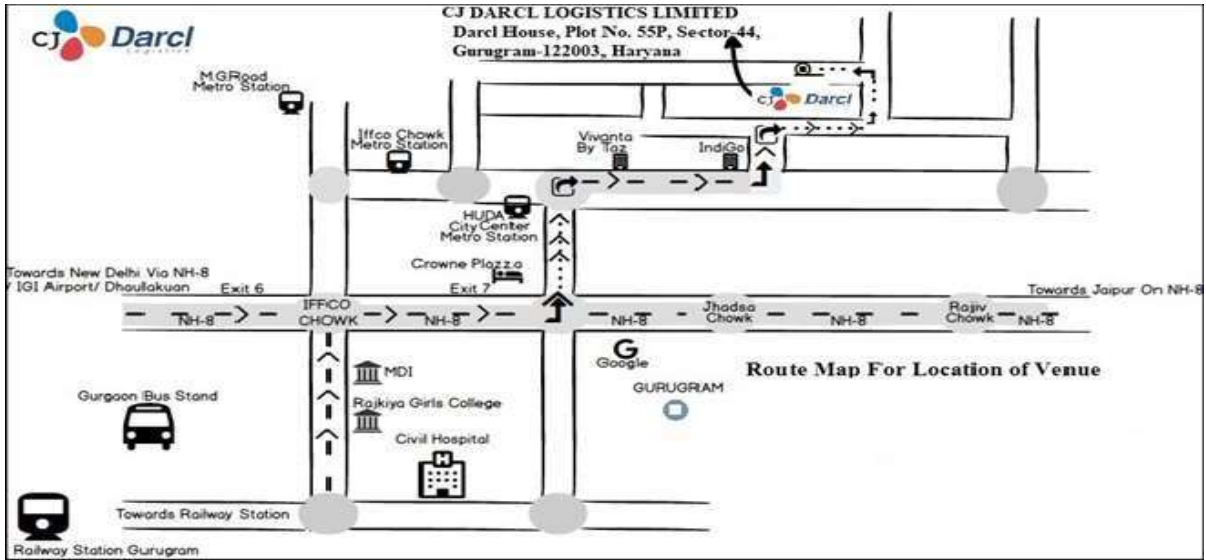 CJ Darcl
Logistics
CJ DARCL LOGISTICS LIMITED
Darcl House, Plot No. 55P, Sector-44,
Gurugram-122003, Haryana
M.G.Road
Metro Station
Iffco Chowk
Metro Station
Vivanta
By Taz
IndiGo
CJ Darcl
HUDA
City Center
Metro Station
Crowne Plazza
Towards New Delhi Via NH-8
/ IGI Airport/ Dhaullakuan
Exit 6
Exit 7
Towards Jaipur On NH-8
IFFiCO
CHOWK
NH-8
NH-8
NH-8
Jhadsa
Chowk
NH-8
Rajiv
Chowk
NH-8
G
Google
MDI
Route Map For Location of Venue
GURUGRIAM
Gurgaon Bus Stand
Rajkiya Girls College
Civil Hospital
H
Towards Railway Station
Railway Station Gurugram